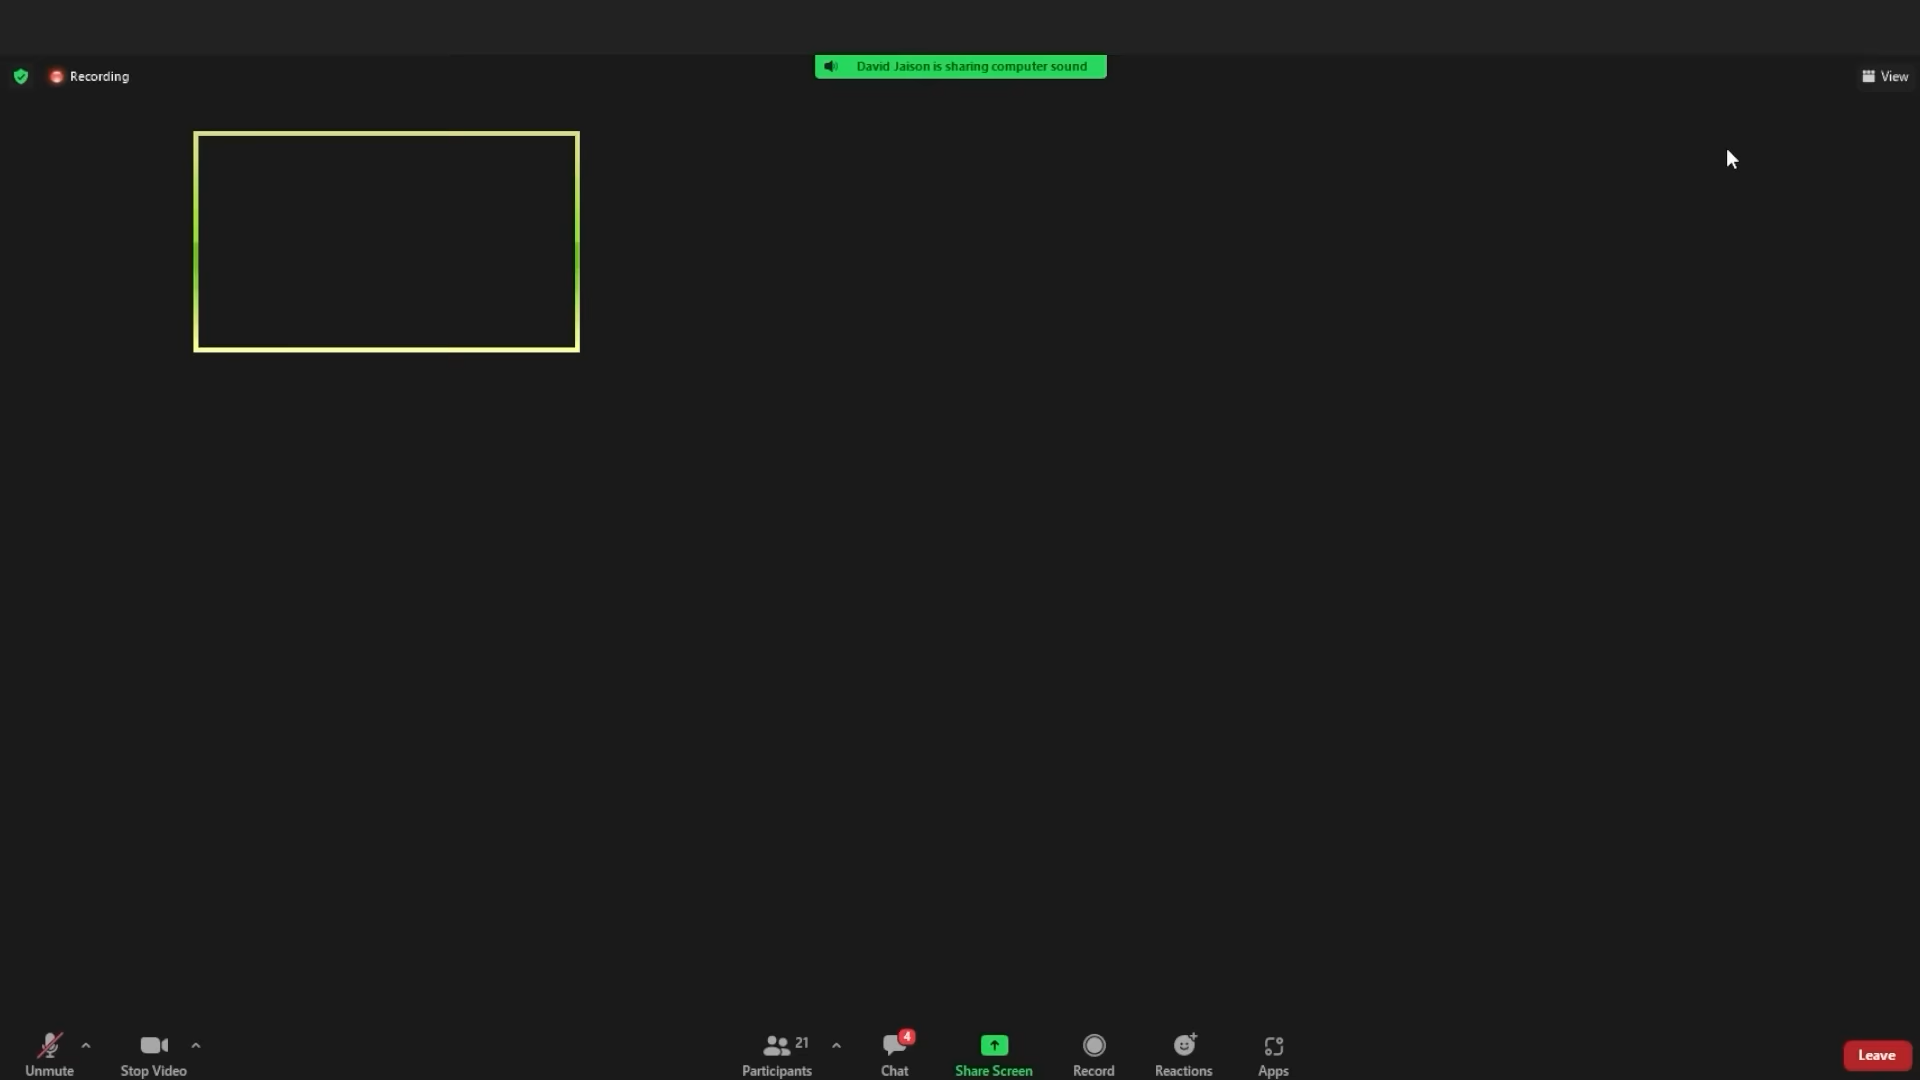 David Jaison is sharing computer sound
Recording
View
Unmute
Stop Video
21
Participants
4
Chat
Share Screen
Record
Reactions
Apps
Leave